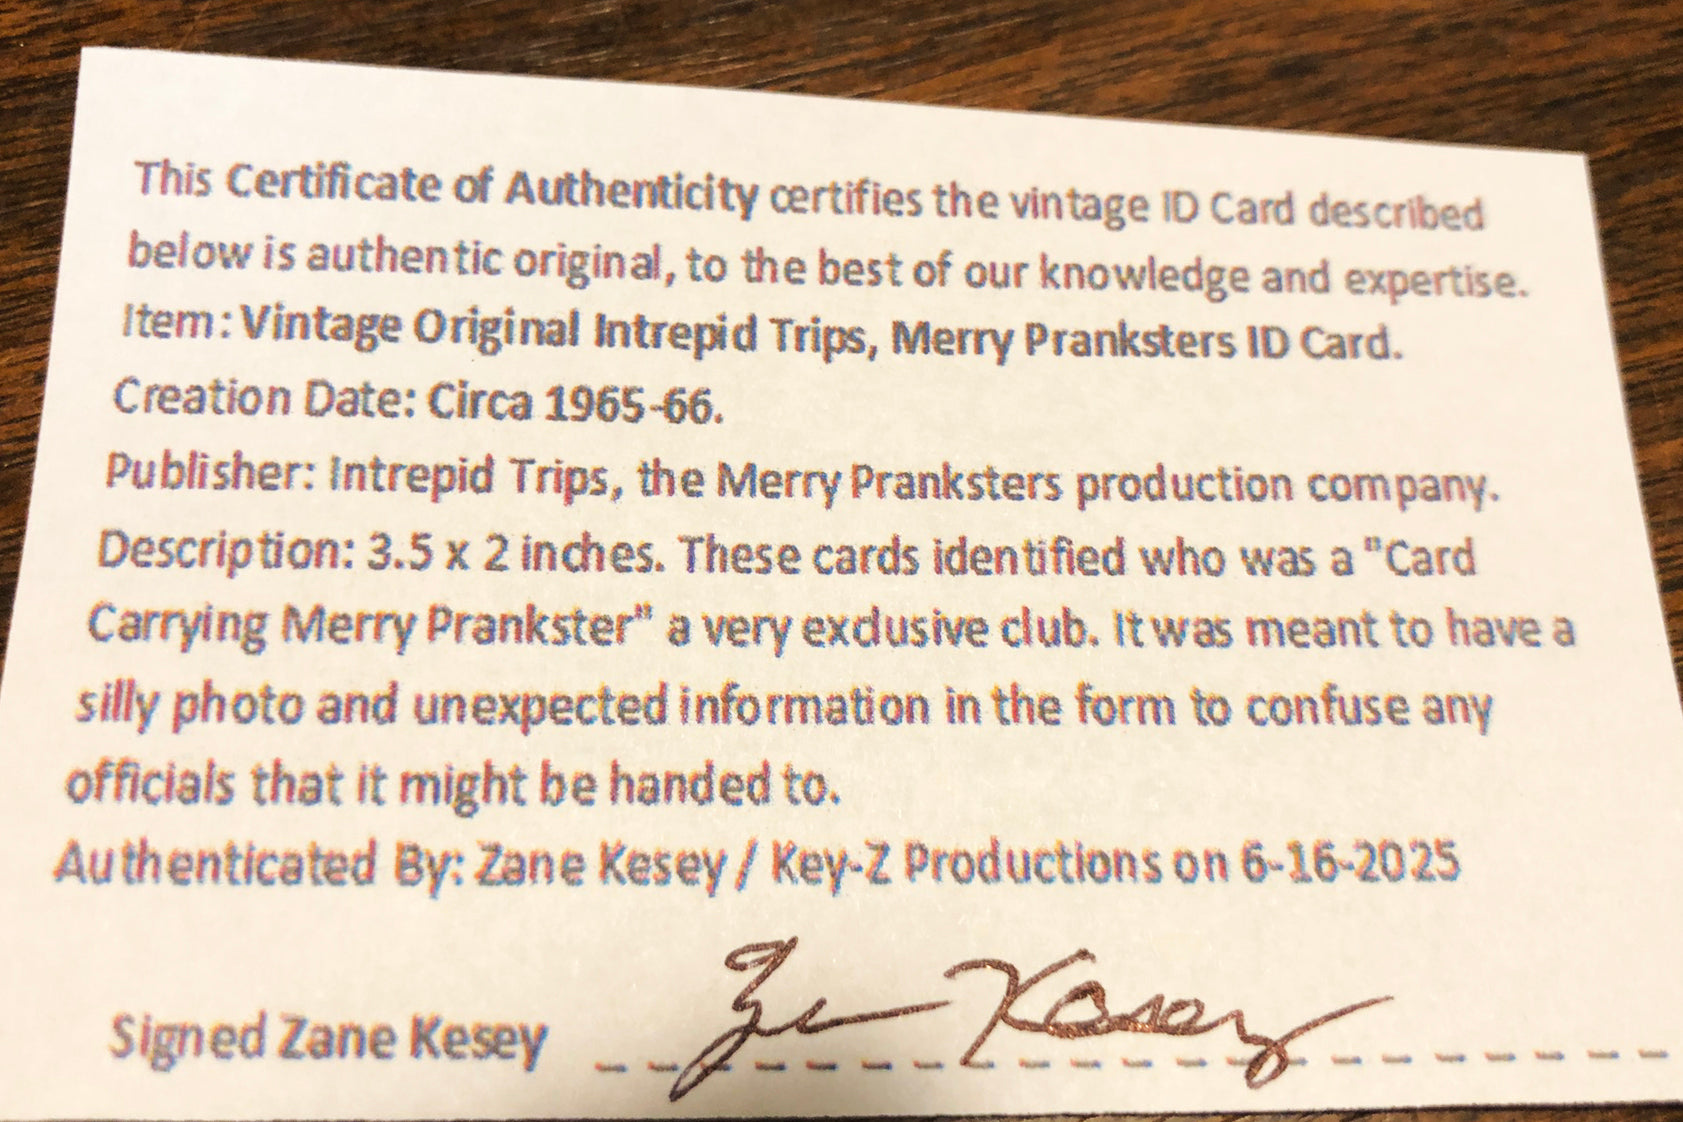 This Certificate of Authenticity certifies the vintage ID Card described
below is authentic original, to the best of our knowledge and expertise.
Item: Vintage Original Intrepid Trips, Merry Pranksters ID Card.
Creation Date: Circa 1965-66.
Publisher: Intrepid Trips, the Merry Pranksters production company.
Description: 3.5 x 2 inches. These cards identified who was a "Card
Carrying Merry Prankster" a very exclusive club. It was meant to have a
silly photo and unexpected information in the form to confuse any
officials that it might be handed to.
Authenticated By: Zane Kesey / Key-Z Productions on 6-16-2025
Signed Zane Kesey Zane Kesey